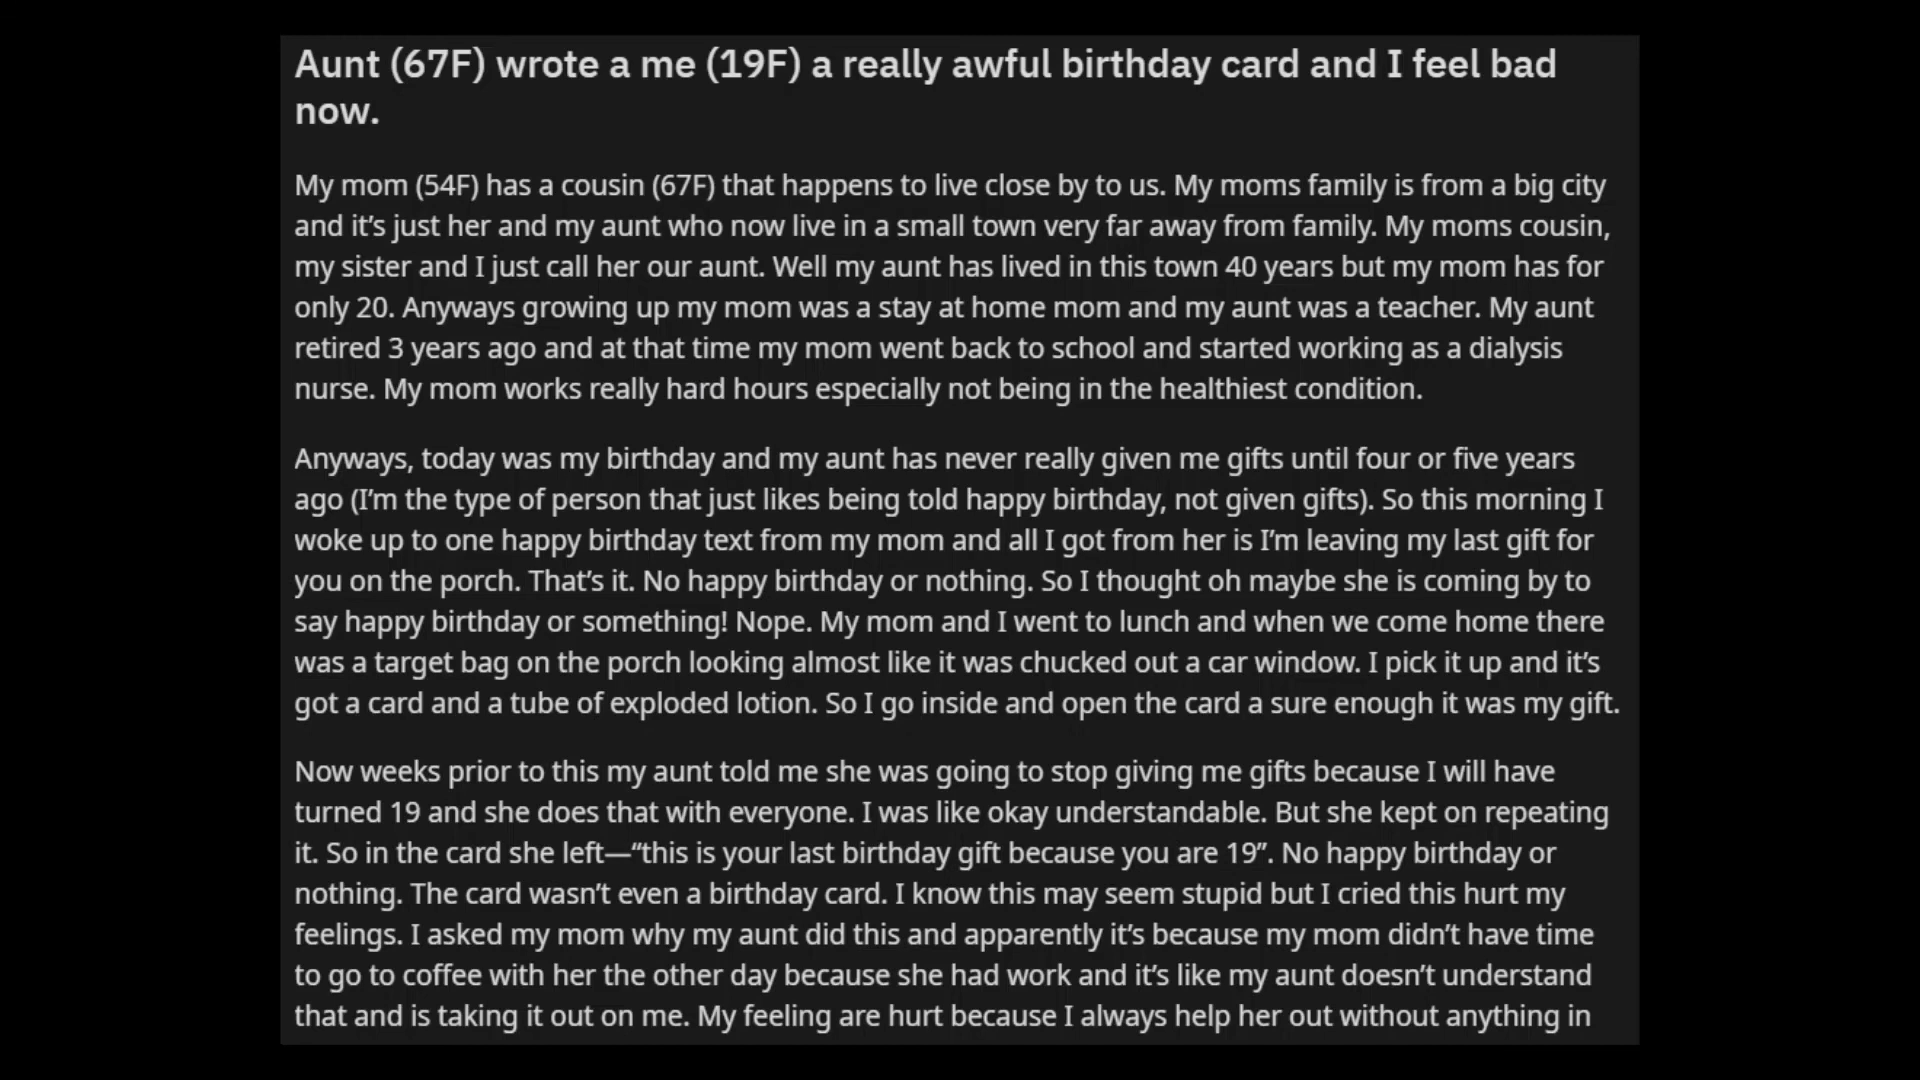 Aunt (67F) wrote a me (19F) a really awful birthday card and I feel bad
now.
My mom (54F) has a cousin (67F) that happens to live close by to us. My moms family is from a big city
and it’s just her and my aunt who now live in a small town very far away from family. My moms cousin,
my sister and I just call her our aunt. Well my aunt has lived in this town 40 years but my mom has for
only 20. Anyways growing up my mom was a stay at home mom and my aunt was a teacher. My aunt
retired 3 years ago and at that time my mom went back to school and started working as a dialysis
nurse. My mom works really hard hours especially not being in the healthiest condition.
Anyways, today was my birthday and my aunt has never really given me gifts until four or five years
ago (I’m the type of person that just likes being told happy birthday, not given gifts). So this morning I
woke up to one happy birthday text from my mom and all I got from her is I’m leaving my last gift for
you on the porch. That’s it. No happy birthday or nothing. So I thought oh maybe she is coming by to
say happy birthday or something! Nope. My mom and I went to lunch and when we come home there
was a target bag on the porch looking almost like it was chucked out a car window. I pick it up and it’s
got a card and a tube of exploded lotion. So I go inside and open the card a sure enough it was my gift.
Now weeks prior to this my aunt told me she was going to stop giving me gifts because I will have
turned 19 and she does that with everyone. I was like okay understandable. But she kept on repeating
it. So in the card she left—“this is your last birthday gift because you are 19”. No happy birthday or
nothing. The card wasn’t even a birthday card. I know this may seem stupid but I cried this hurt my
feelings. I asked my mom why my aunt did this and apparently it’s because my mom didn’t have time
to go to coffee with her the other day because she had work and it’s like my aunt doesn’t understand
that and is taking it out on me. My feeling are hurt because I always help her out without anything in